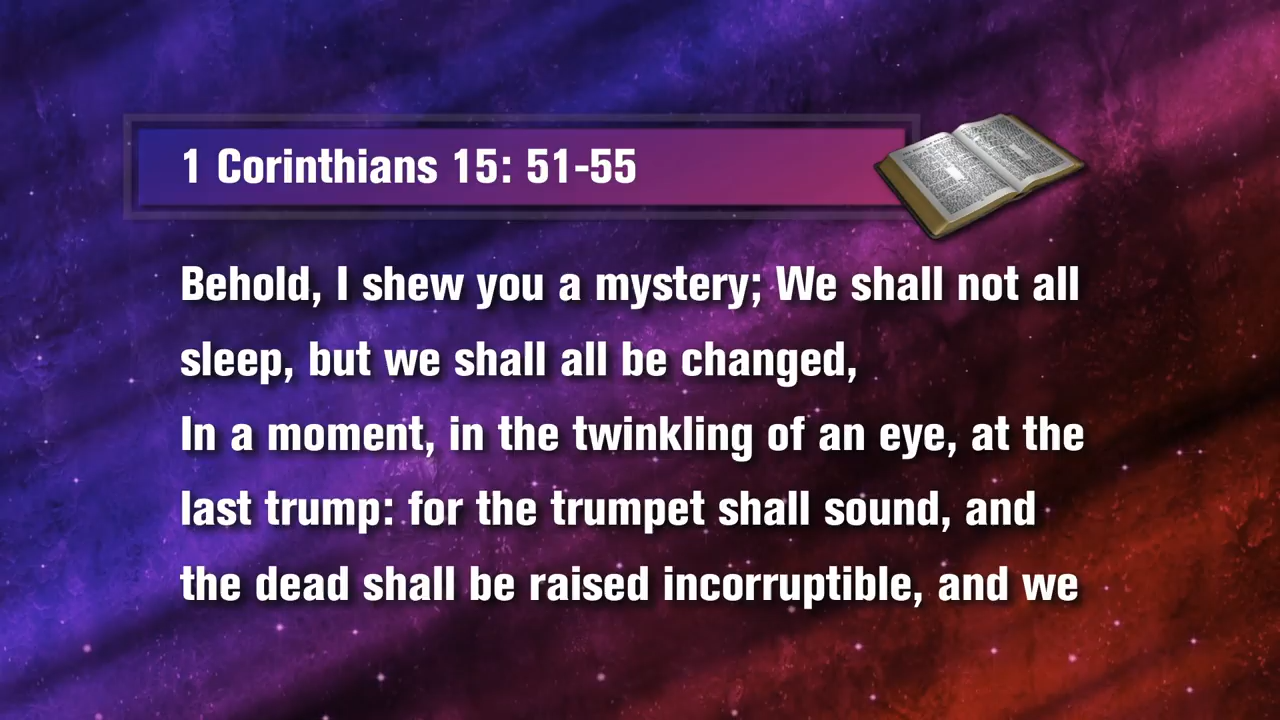 1 Corinthians 15: 51-55
Behold, I shew you a mystery; We shall not all
sleep, but we shall all be changed,
In a moment, in the twinkling of an eye, at the
last trump: for the trumpet shall sound, and
the dead shall be raised incorruptible, and we